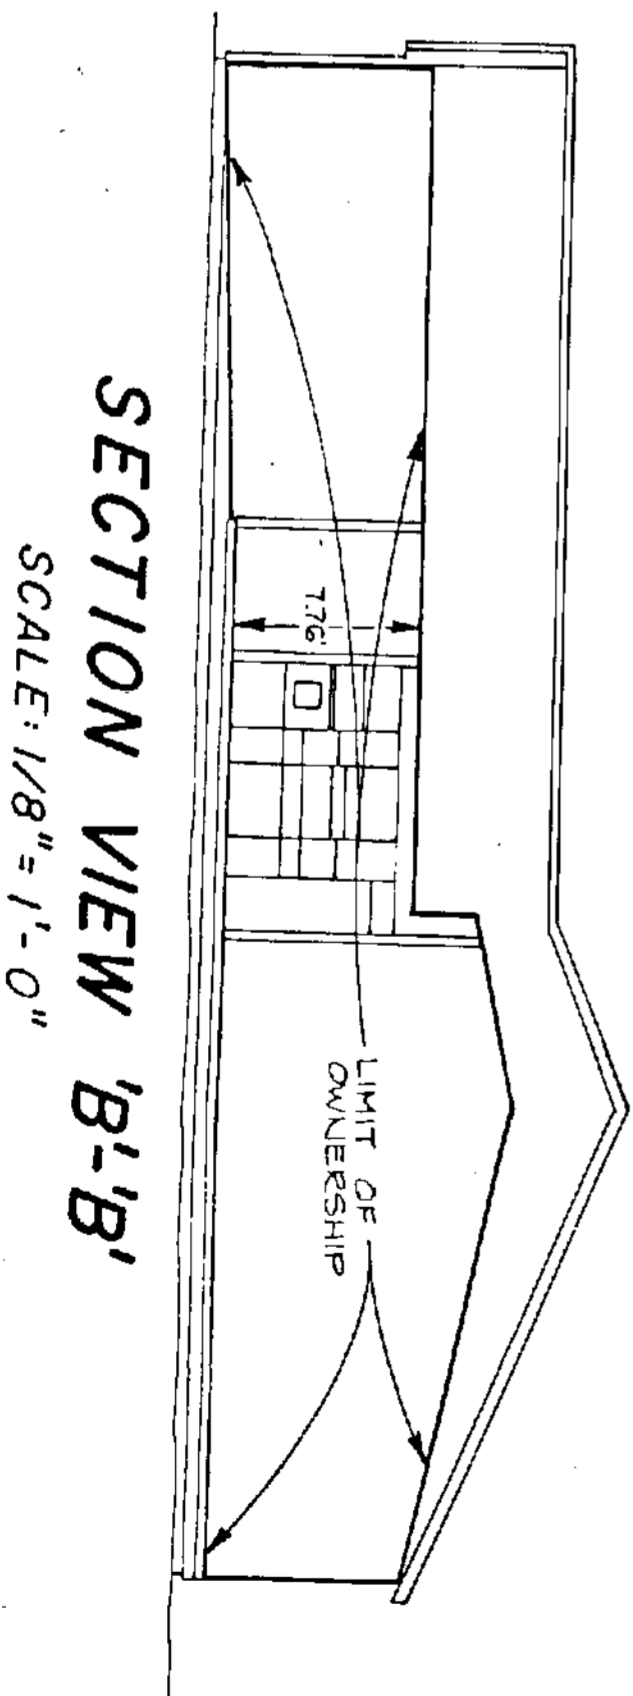 7.76'
LIMIT OF
OWNERSHIP
SECTION VIEW 'B'-'B'
SCALE: 1/8" = 1'-0"